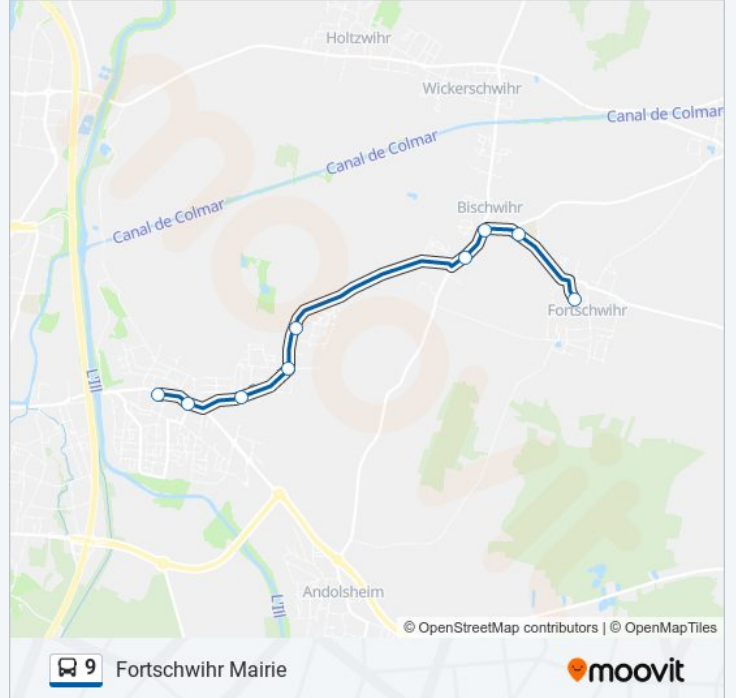 Holtzwihr
Wickerschwihr
Canal de Colmar
Canal de Colmar
Canal de Colmar
Bischwihr
Fortschwihr
L'Ill
Andolsheim
L'Ill
© OpenStreetMap contributors | © OpenMapTiles
9 Fortschwihr Mairie
moovit